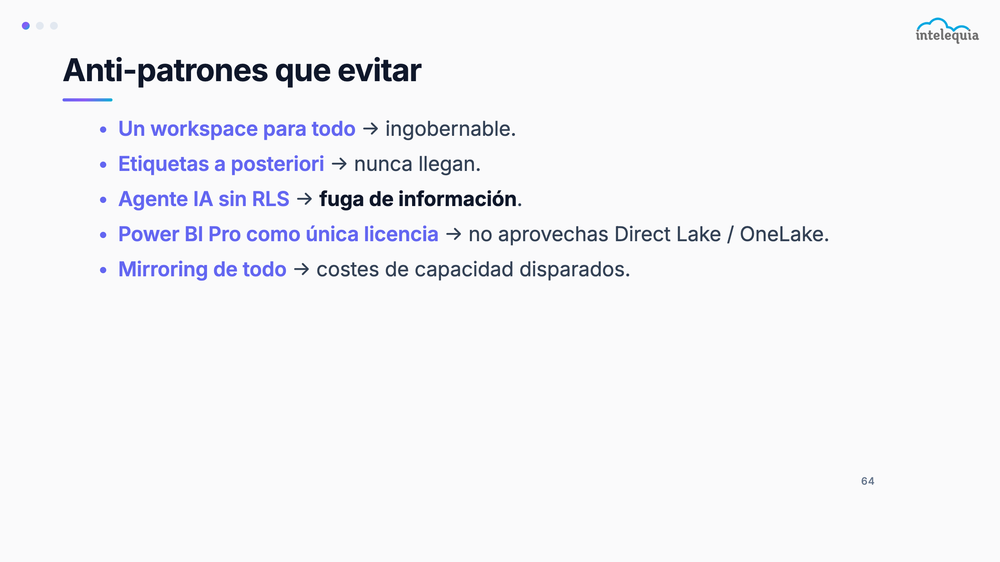 intelequia
Anti-patrones que evitar
• Un workspace para todo → ingobernable.
• Etiquetas a posteriori → nunca llegan.
• Agente IA sin RLS → fuga de información.
• Power BI Pro como única licencia → no aprovechas Direct Lake / OneLake.
• Mirroring de todo → costes de capacidad disparados.
64